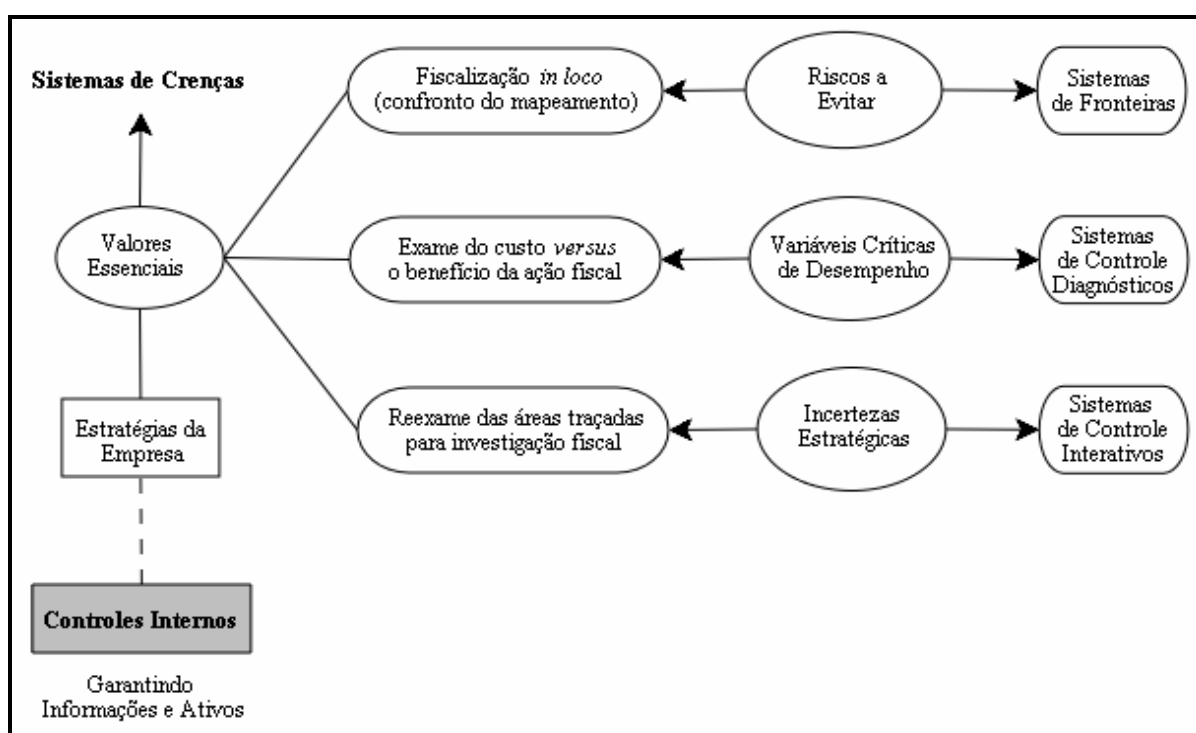 Sistemas de Crenças
Fiscalização in loco
(confronto do mapeamento)
Riscos a
Evitar
Sistemas
de Fronteiras
Valores
Essenciais
Exame do custo versus
o benefício da ação fiscal
Variáveis Críticas
de Desempenho
Sistemas
de Controle
Diagnósticos
Estratégias da
Empresa
Reexame das áreas traçadas
para investigação fiscal
Incertezas
Estratégicas
Sistemas
de Controle
Interativos
Controles Internos
Garantindo
Informações e Ativos